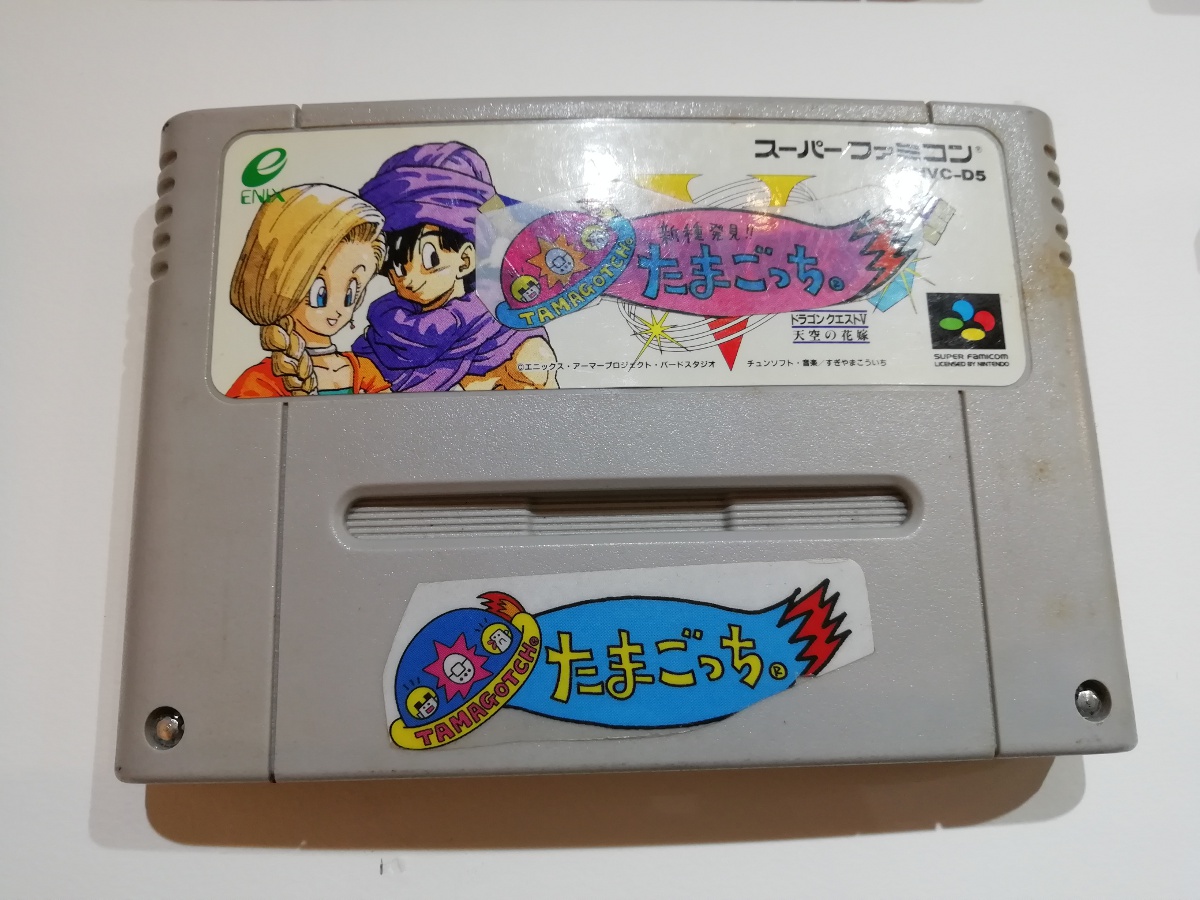 ENIX
スーパーファミコン®
HVC-D5
新種発見!!
たまごっち®
TAMAGOTCH®
ドラゴンクエストV
天空の花嫁
©エニックス・アーマープロジェクト・バードスタジオ チュンソフト・音楽/すぎやまこういち
SUPER FAMICOM
LICENSED BY NINTENDO
たまごっち®
TAMAGOTCH®